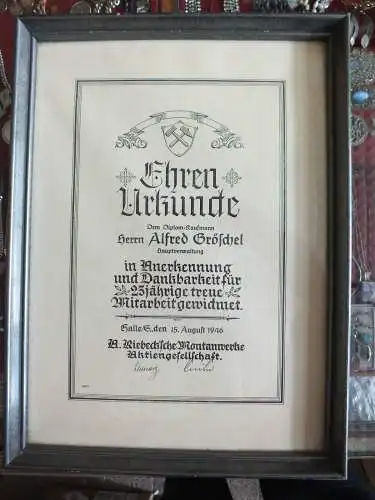 Ehren
Urkunde
Dem Diplom-Kaufmann
Herrn Alfred Gröschel
Hauptverwaltung
in Anerkennung
und Dankbarkeit für
25jährige treue
Mitarbeit gewidmet.
Halle/S., den 15. August 1946
A. Riebeck'sche Montanwerke
Aktiengesellschaft.